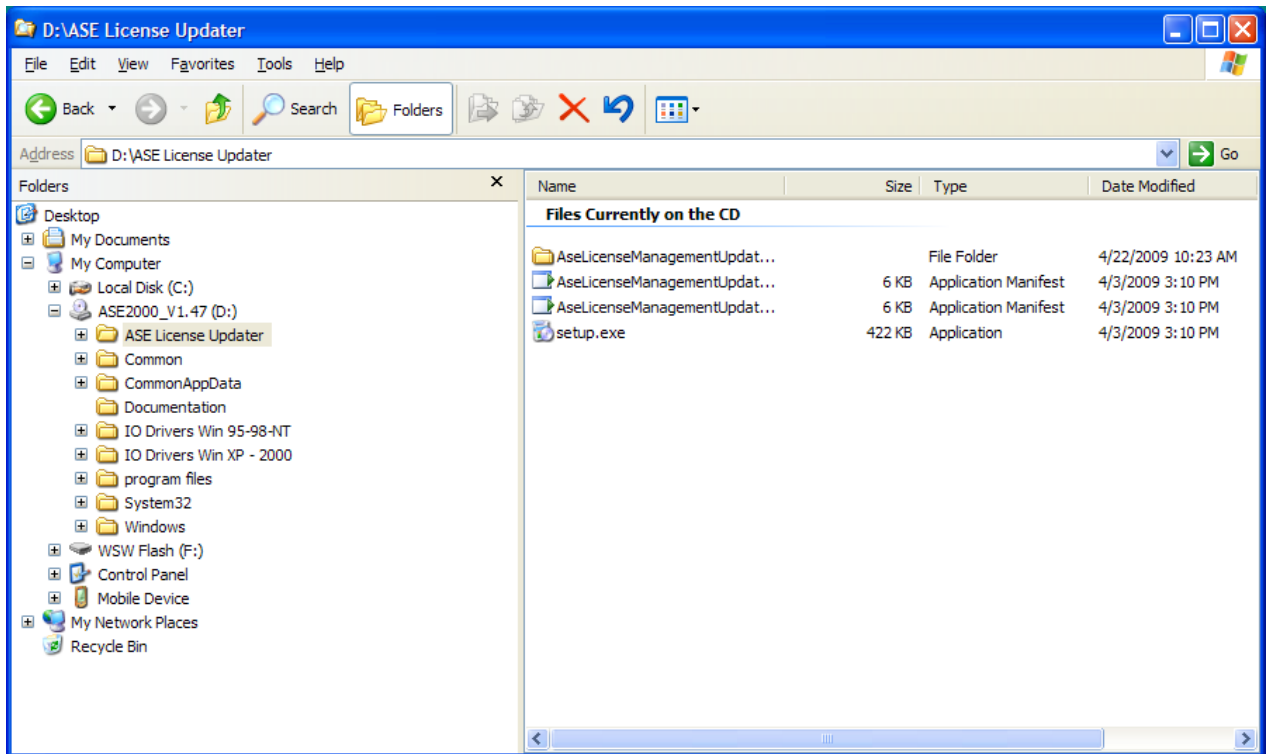 D:\ASE License Updater
File Edit View Favorites Tools Help
Back Search Folders
Address D:\ASE License Updater Go
Folders x
Name Size Type Date Modified
Files Currently on the CD
AseLicenseManagementUpdat... File Folder 4/22/2009 10:23 AM
AseLicenseManagementUpdat... 6 KB Application Manifest 4/3/2009 3:10 PM
AseLicenseManagementUpdat... 6 KB Application Manifest 4/3/2009 3:10 PM
setup.exe 422 KB Application 4/3/2009 3:10 PM
Desktop
My Documents
My Computer
Local Disk (C:)
ASE2000_V1.47 (D:)
ASE License Updater
Common
CommonAppData
Documentation
IO Drivers Win 95-98-NT
IO Drivers Win XP - 2000
program files
System32
Windows
WSW Flash (F:)
Control Panel
Mobile Device
My Network Places
Recycle Bin